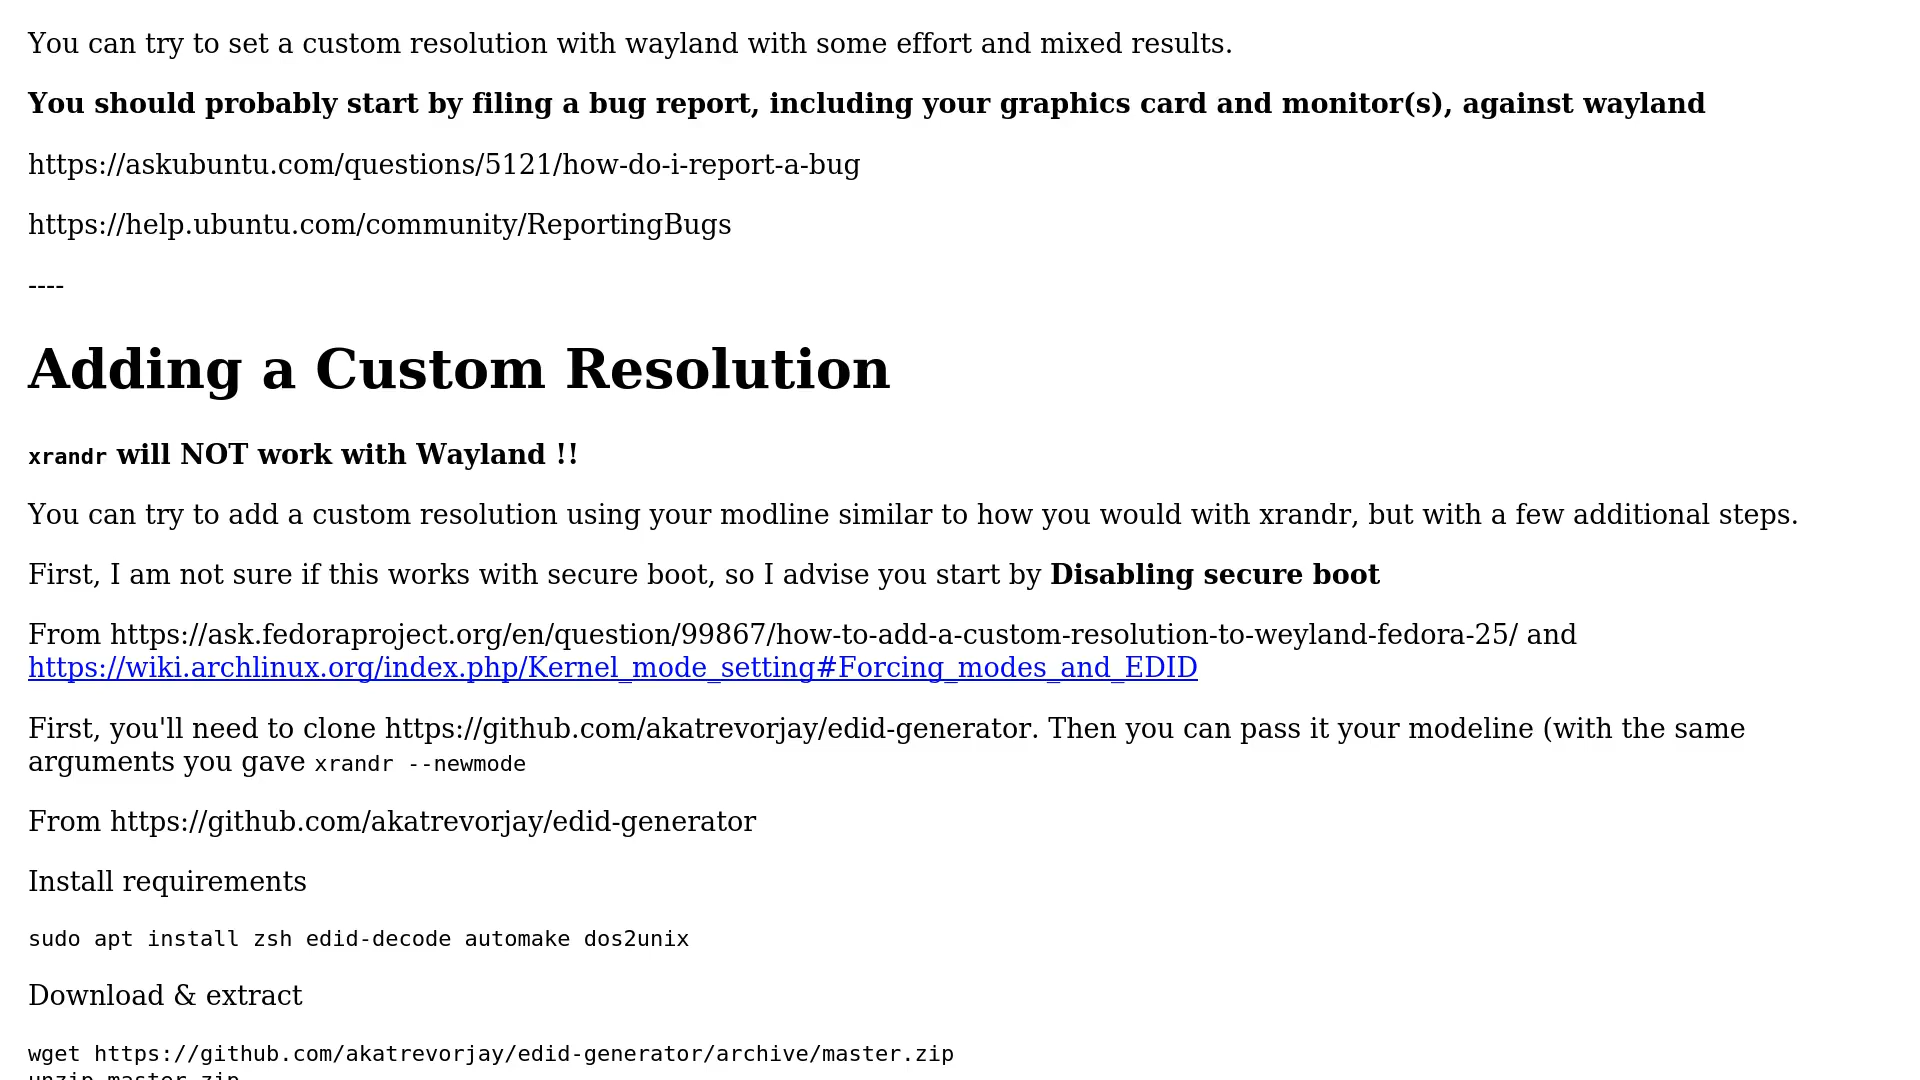 You can try to set a custom resolution with wayland with some effort and mixed results.
You should probably start by filing a bug report, including your graphics card and monitor(s), against wayland
https://askubuntu.com/questions/5121/how-do-i-report-a-bug
https://help.ubuntu.com/community/ReportingBugs
----
Adding a Custom Resolution
xrandr will NOT work with Wayland !!
You can try to add a custom resolution using your modline similar to how you would with xrandr, but with a few additional steps.
First, I am not sure if this works with secure boot, so I advise you start by Disabling secure boot
From https://ask.fedoraproject.org/en/question/99867/how-to-add-a-custom-resolution-to-weyland-fedora-25/ and
https://wiki.archlinux.org/index.php/Kernel_mode_setting#Forcing_modes_and_EDID
First, you'll need to clone https://github.com/akatrevorjay/edid-generator. Then you can pass it your modeline (with the same
arguments you gave xrandr --newmode
From https://github.com/akatrevorjay/edid-generator
Install requirements
sudo apt install zsh edid-decode automake dos2unix
Download & extract
wget https://github.com/akatrevorjay/edid-generator/archive/master.zip
unzip master.zip